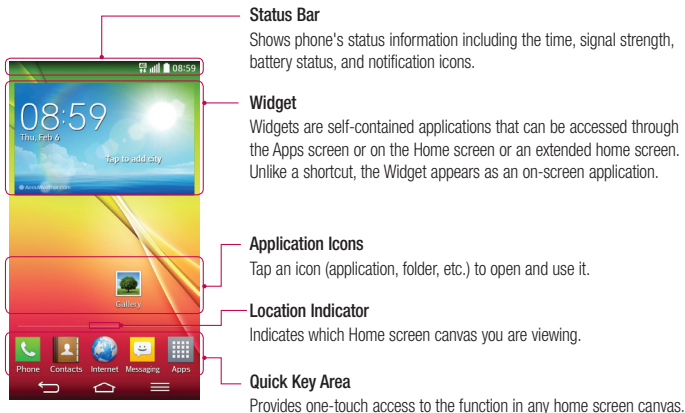 Status Bar
Shows phone's status information including the time, signal strength,
battery status, and notification icons.
4G 08:59
Widget
Widgets are self-contained applications that can be accessed through
the Apps screen or on the Home screen or an extended home screen.
Unlike a shortcut, the Widget appears as an on-screen application.
08:59
Thu, Feb 6
Tap to add city
AccuWeather.com
Application Icons
Tap an icon (application, folder, etc.) to open and use it.
Gallery
Location Indicator
Indicates which Home screen canvas you are viewing.
Phone Contacts Internet Messaging Apps
Quick Key Area
Provides one-touch access to the function in any home screen canvas.